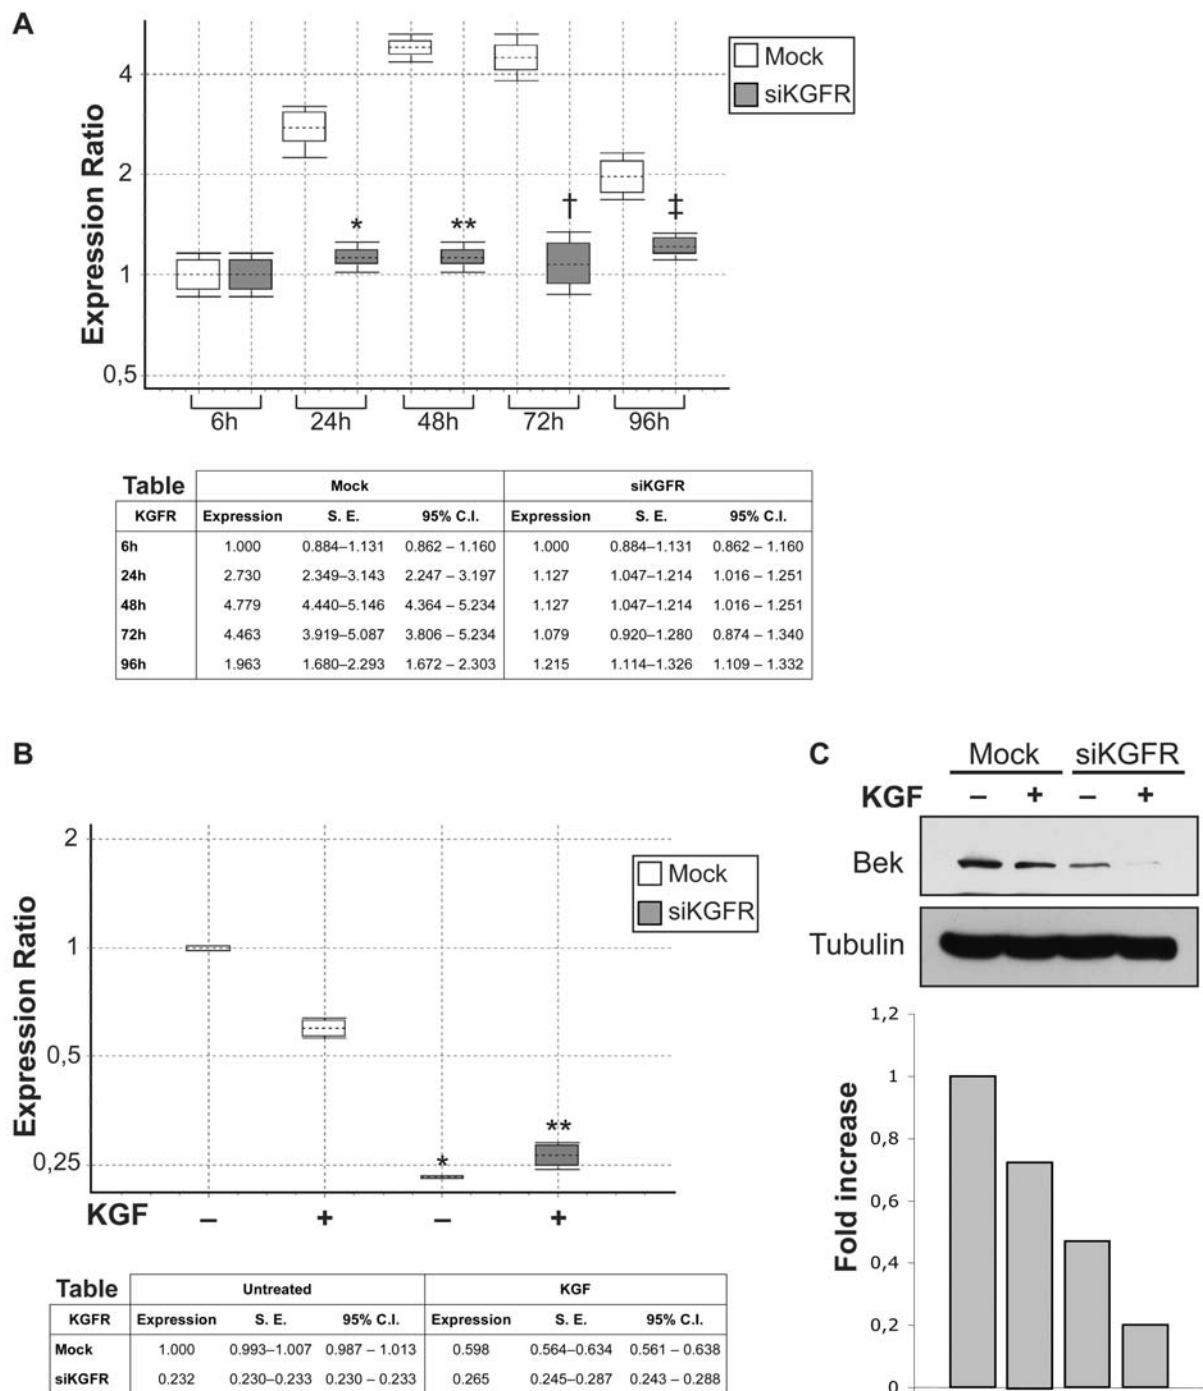 A
Expression Ratio
4
2
1
0,5
Mock
siKGFR
*
**
†
‡
6h 24h 48h 72h 96h
Table Mock siKGFR
KGFR Expression S. E. 95% C.I. Expression S. E. 95% C.I.
6h 1.000 0.884–1.131 0.862 – 1.160 1.000 0.884–1.131 0.862 – 1.160
24h 2.730 2.349–3.143 2.247 – 3.197 1.127 1.047–1.214 1.016 – 1.251
48h 4.779 4.440–5.146 4.364 – 5.234 1.127 1.047–1.214 1.016 – 1.251
72h 4.463 3.919–5.087 3.806 – 5.234 1.079 0.920–1.280 0.874 – 1.340
96h 1.963 1.680–2.293 1.672 – 2.303 1.215 1.114–1.326 1.109 – 1.332
B
Expression Ratio
2
1
0,5
0,25
Mock
siKGFR
*
**
KGF – + – +
Table Untreated KGF
KGFR Expression S. E. 95% C.I. Expression S. E. 95% C.I.
Mock 1.000 0.993–1.007 0.987 – 1.013 0.598 0.564–0.634 0.561 – 0.638
siKGFR 0.232 0.230–0.233 0.230 – 0.233 0.265 0.245–0.287 0.243 – 0.288
C
Mock siKGFR
KGF – + – +
Bek
Tubulin
Fold increase
1,2
1
0,8
0,6
0,4
0,2
0